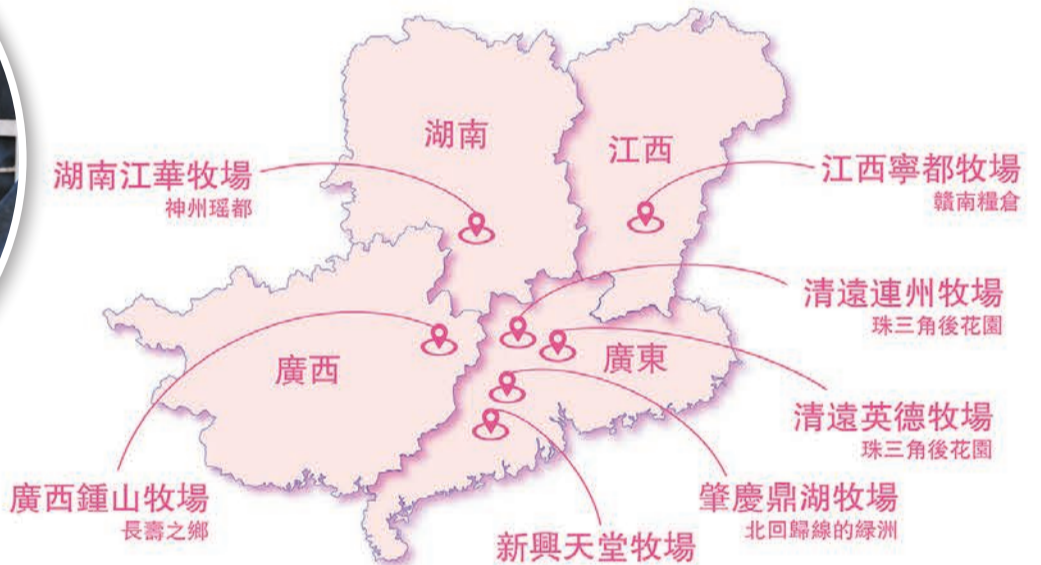 湖南
江西
湖南江華牧場
神州瑶都
江西寧都牧場
贛南糧倉
清遠連州牧場
珠三角後花園
廣西
廣東
清遠英德牧場
珠三角後花園
廣西鍾山牧場
長壽之鄉
肇慶鼎湖牧場
北回歸線的緑洲
新興天堂牧場